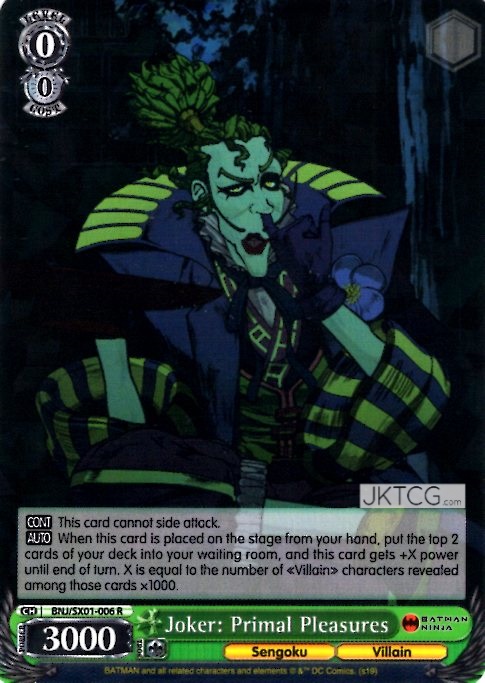 LEVEL
0
0
COST
JKTCG.com
CONT This card cannot side attack.
AUTO When this card is placed on the stage from your hand, put the top 2
cards of your deck into your waiting room, and this card gets +X power
until end of turn. X is equal to the number of «Villain» characters revealed
among those cards ×1000.
CH BNJ/SX01-006 R
POWER 3000 SOUL Joker: Primal Pleasures BATMAN NINJA
Sengoku Villain
BATMAN and all related characters and elements © & ™ DC Comics. (s19)